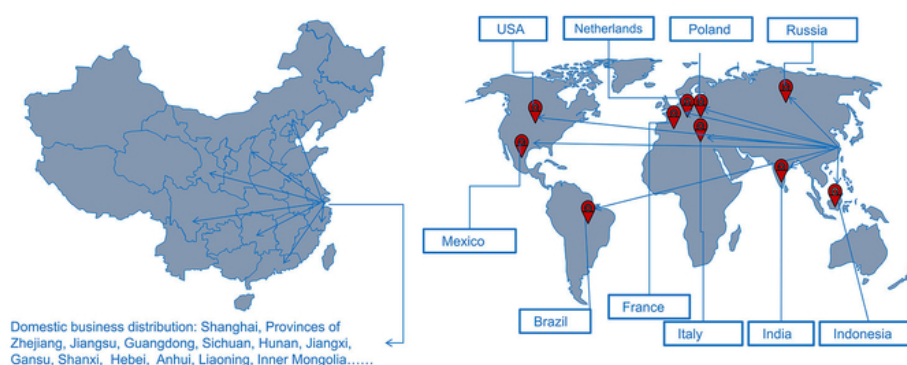 USA
Netherlands
Poland
Russia
Mexico
Brazil
France
Italy
India
Indonesia
Domestic business distribution: Shanghai, Provinces of
Zhejiang, Jiangsu, Guangdong, Sichuan, Hunan, Jiangxi,
Gansu, Shanxi, Hebei, Anhui, Liaoning, Inner Mongolia……